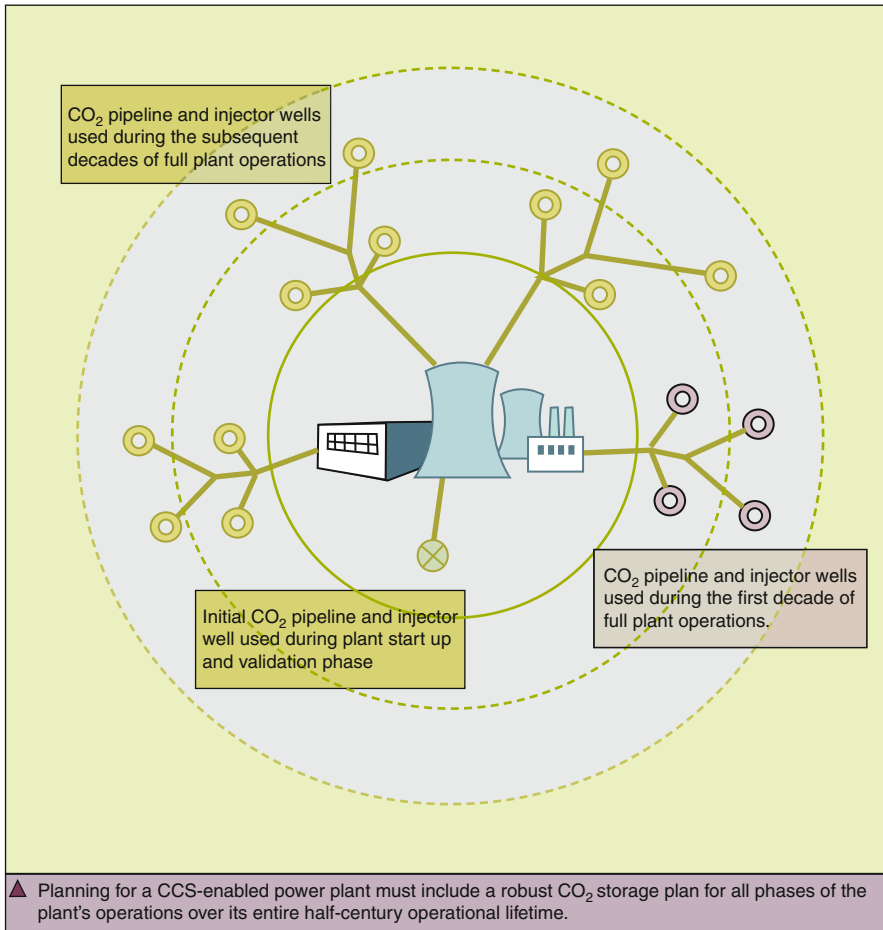 CO₂ pipeline and injector wells
used during the subsequent
decades of full plant operations
Initial CO₂ pipeline and injector
well used during plant start up
and validation phase
CO₂ pipeline and injector wells
used during the first decade of
full plant operations.
Planning for a CCS-enabled power plant must include a robust CO₂ storage plan for all phases of the
plant’s operations over its entire half-century operational lifetime.